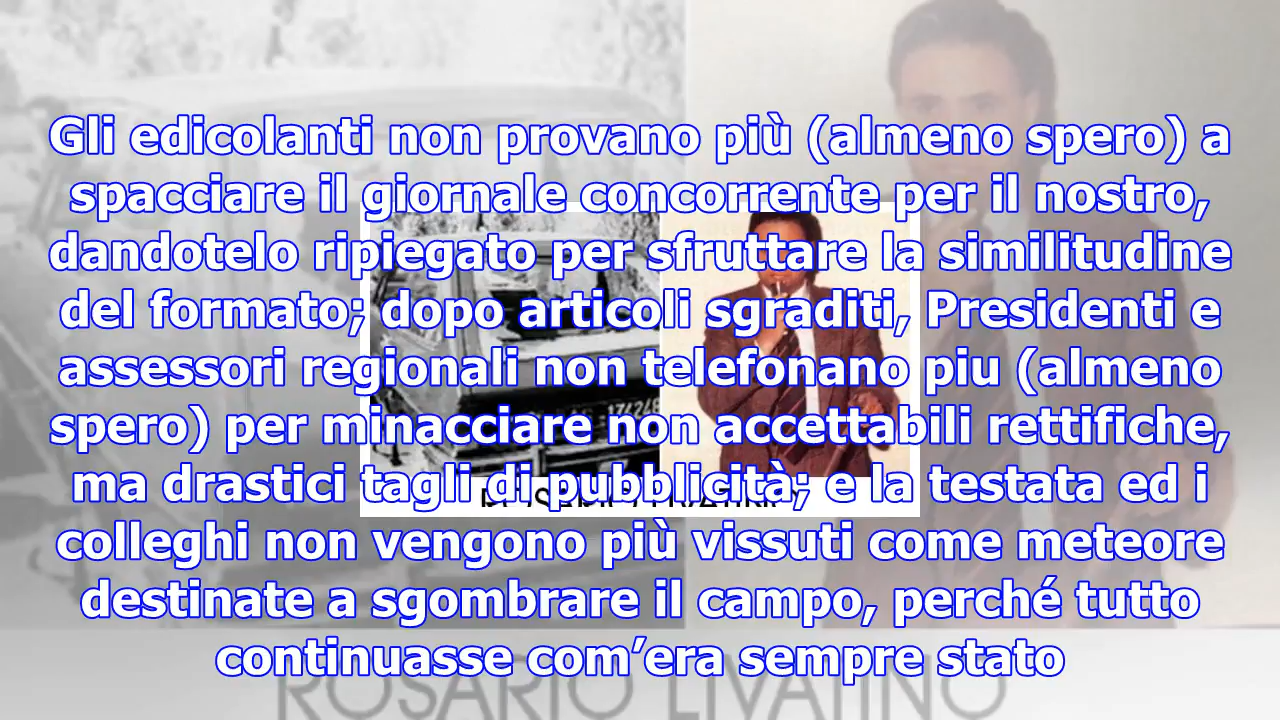 Gli edicolanti non provano più (almeno spero) a
spacciare il giornale concorrente per il nostro,
dandotelo ripiegato per sfruttare la similitudine
del formato; dopo articoli sgraditi, Presidenti e
assessori regionali non telefonano piu (almeno
spero) per minacciare non accettabili rettifiche,
ma drastici tagli di pubblicità; e la testata ed i
colleghi non vengono più vissuti come meteore
destinate a sgombrare il campo, perché tutto
continuasse com’era sempre stato
174248
ROSARIO LIVATINO
ROSARIO LIVATINO